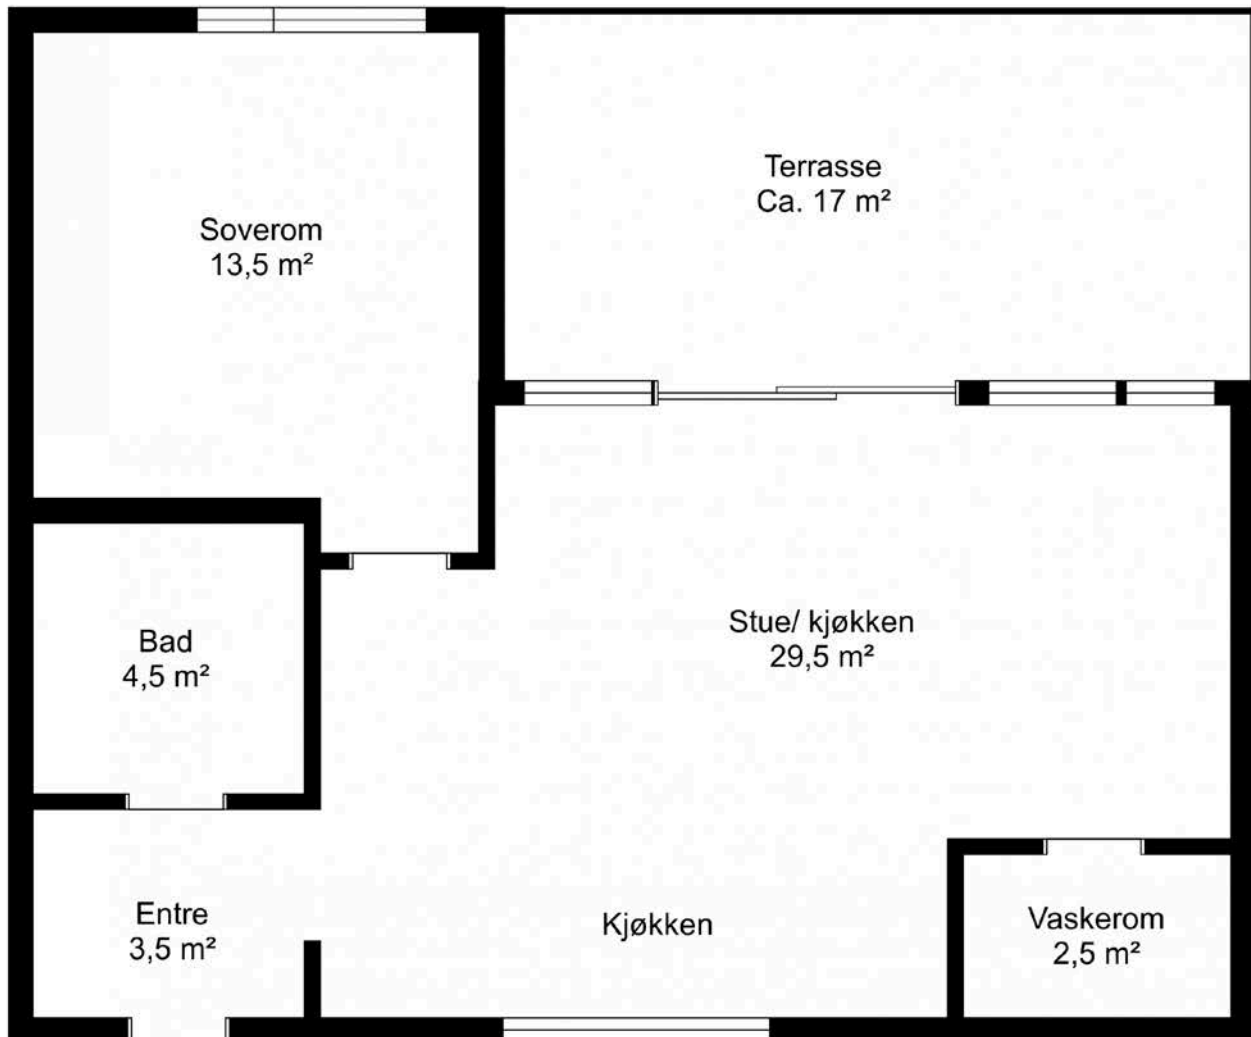 Terrasse
Ca. 17 m²
Soverom
13,5 m²
Stue/ kjøkken
29,5 m²
Bad
4,5 m²
Entre
3,5 m²
Kjøkken
Vaskerom
2,5 m²